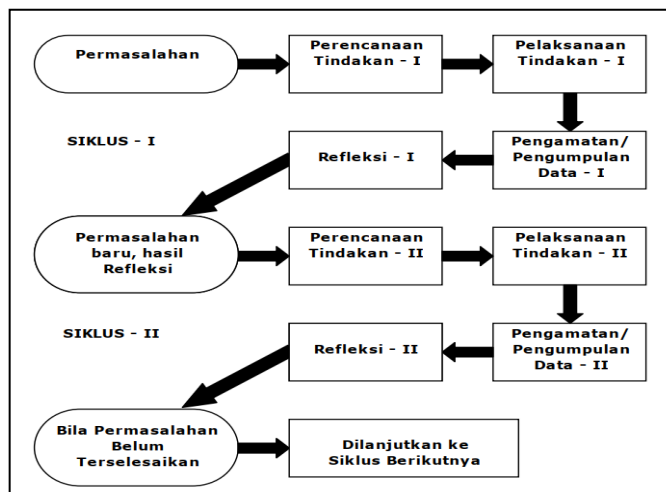 Permasalahan
Perencanaan
Tindakan - I
Pelaksanaan
Tindakan - I
SIKLUS - I
Refleksi - I
Pengamatan/
Pengumpulan
Data - I
Permasalahan
baru, hasil
Refleksi
Perencanaan
Tindakan - II
Pelaksanaan
Tindakan - II
SIKLUS - II
Refleksi - II
Pengamatan/
Pengumpulan
Data - II
Bila Permasalahan
Belum
Terselesaikan
Dilanjutkan ke
Siklus Berikutnya